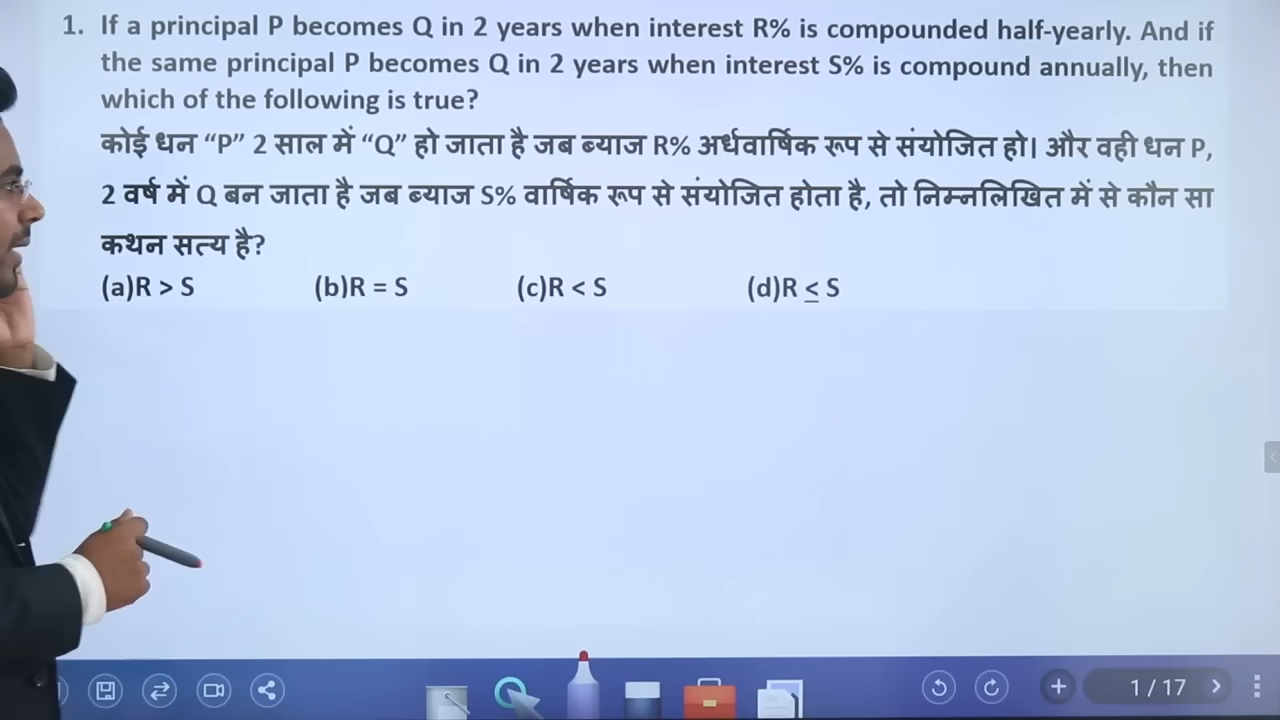 1. If a principal P becomes Q in 2 years when interest R% is compounded half-yearly. And if
the same principal P becomes Q in 2 years when interest S% is compound annually, then
which of the following is true?
कोई धन “P” 2 साल में “Q” हो जाता है जब ब्याज R% अर्धवार्षिक रूप से संयोजित हो। और वही धन P,
2 वर्ष में Q बन जाता है जब ब्याज S% वार्षिक रूप से संयोजित होता है, तो निम्नलिखित में से कौन सा
कथन सत्य है?
(a)R > S (b)R = S (c)R < S (d)R ≤ S
1 / 17